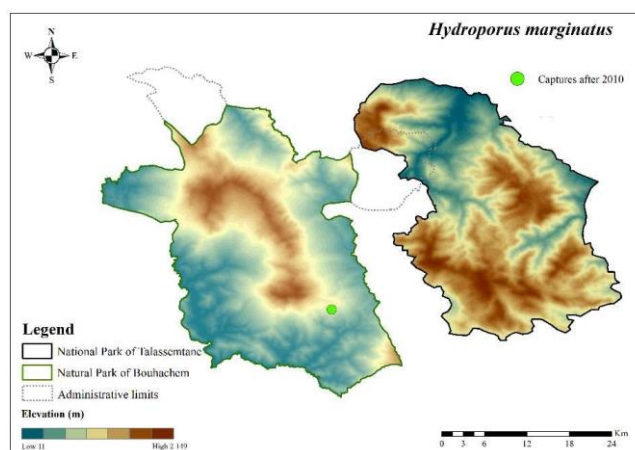 Hydroporus marginatus
N
W E
S
Captures after 2010
Legend
National Park of Talassemtane
Natural Park of Bouhachem
Administrative limits
Elevation (m)
Low 11 High 2 149
Km
0 3 6 12 18 24